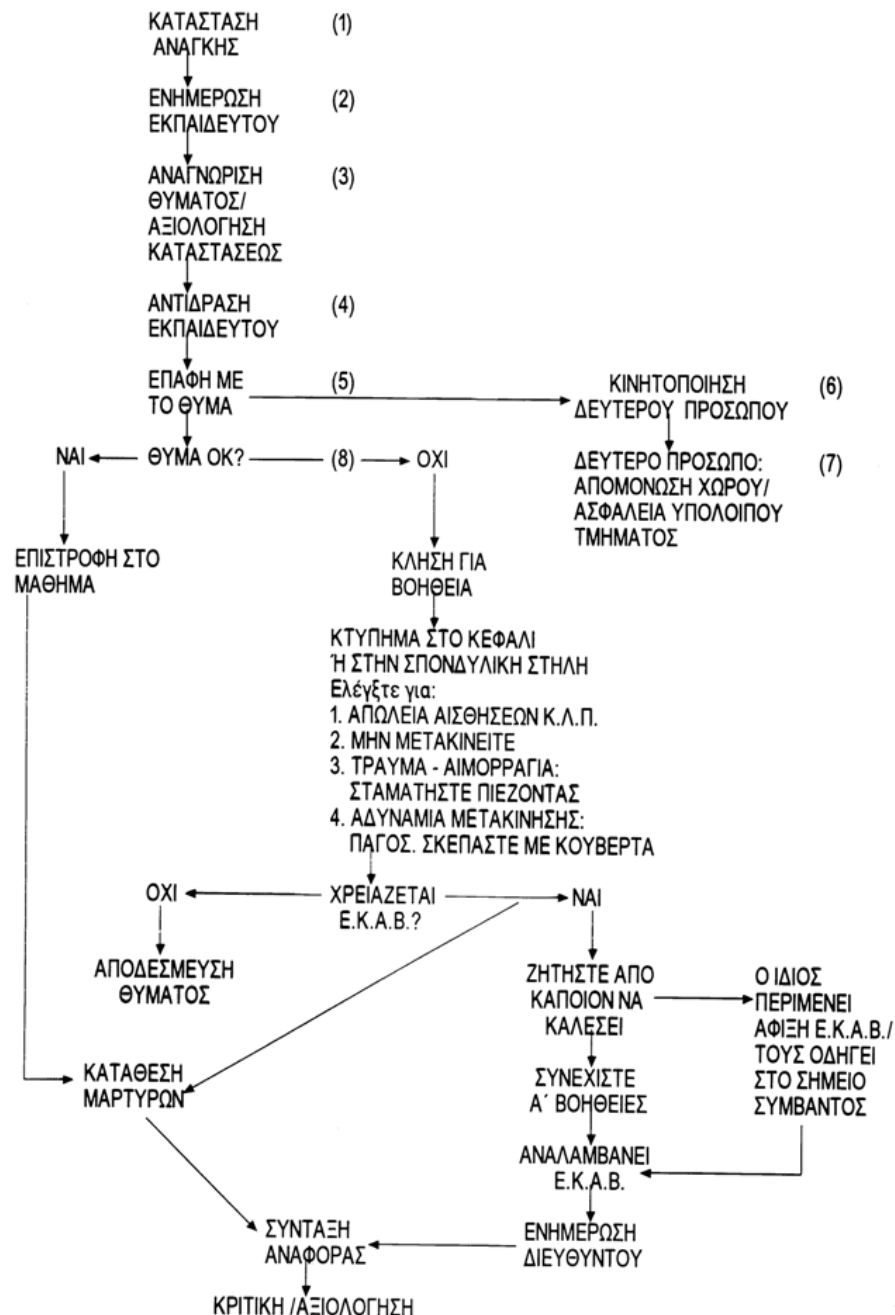 ΚΑΤΑΣΤΑΣΗ (1)
ΑΝΑΓΚΗΣ
ΕΝΗΜΕΡΩΣΗ (2)
ΕΚΠΑΙΔΕΥΤΟΥ
ΑΝΑΓΝΩΡΙΣΗ (3)
ΘΥΜΑΤΟΣ/
ΑΞΙΟΛΟΓΗΣΗ
ΚΑΤΑΣΤΑΣΕΩΣ
ΑΝΤΙΔΡΑΣΗ (4)
ΕΚΠΑΙΔΕΥΤΟΥ
ΕΠΑΦΗ ΜΕ (5)
ΤΟ ΘΥΜΑ
ΚΙΝΗΤΟΠΟΙΗΣΗ (6)
ΔΕΥΤΕΡΟΥ ΠΡΟΣΩΠΟΥ
ΔΕΥΤΕΡΟ ΠΡΟΣΩΠΟ: (7)
ΑΠΟΜΟΝΩΣΗ ΧΩΡΟΥ/
ΑΣΦΑΛΕΙΑ ΥΠΟΛΟΙΠΟΥ
ΤΜΗΜΑΤΟΣ
ΝΑΙ ΘΥΜΑ ΟΚ? (8) ΟΧΙ
ΕΠΙΣΤΡΟΦΗ ΣΤΟ
ΜΑΘΗΜΑ
ΚΛΗΣΗ ΓΙΑ
ΒΟΗΘΕΙΑ
ΚΤΥΠΗΜΑ ΣΤΟ ΚΕΦΑΛΙ
Ή ΣΤΗΝ ΣΠΟΝΔΥΛΙΚΗ ΣΤΗΛΗ
Ελέγξτε για:
1. ΑΠΩΛΕΙΑ ΑΙΣΘΗΣΕΩΝ Κ.Λ.Π.
2. ΜΗΝ ΜΕΤΑΚΙΝΕΙΤΕ
3. ΤΡΑΥΜΑ - ΑΙΜΟΡΡΑΓΙΑ:
ΣΤΑΜΑΤΗΣΤΕ ΠΙΕΖΟΝΤΑΣ
4. ΑΔΥΝΑΜΙΑ ΜΕΤΑΚΙΝΗΣΗΣ:
ΠΑΓΟΣ. ΣΚΕΠΑΣΤΕ ΜΕ ΚΟΥΒΕΡΤΑ
ΟΧΙ ΧΡΕΙΑΖΕΤΑΙ ΝΑΙ
Ε.Κ.Α.Β.?
ΑΠΟΔΕΣΜΕΥΣΗ
ΘΥΜΑΤΟΣ
ΖΗΤΗΣΤΕ ΑΠΟ
ΚΑΠΟΙΟΝ ΝΑ
ΚΑΛΕΣΕΙ
Ο ΙΔΙΟΣ
ΠΕΡΙΜΕΝΕΙ
ΑΦΙΞΗ Ε.Κ.Α.Β./
ΤΟΥΣ ΟΔΗΓΕΙ
ΣΤΟ ΣΗΜΕΙΟ
ΣΥΜΒΑΝΤΟΣ
ΚΑΤΑΘΕΣΗ
ΜΑΡΤΥΡΩΝ
ΣΥΝΕΧΙΣΤΕ
Α΄ ΒΟΗΘΕΙΕΣ
ΑΝΑΛΑΜΒΑΝΕΙ
Ε.Κ.Α.Β.
ΣΥΝΤΑΞΗ
ΑΝΑΦΟΡΑΣ
ΕΝΗΜΕΡΩΣΗ
ΔΙΕΥΘΥΝΤΟΥ
ΚΡΙΤΙΚΗ /ΑΞΙΟΛΟΓΗΣΗ